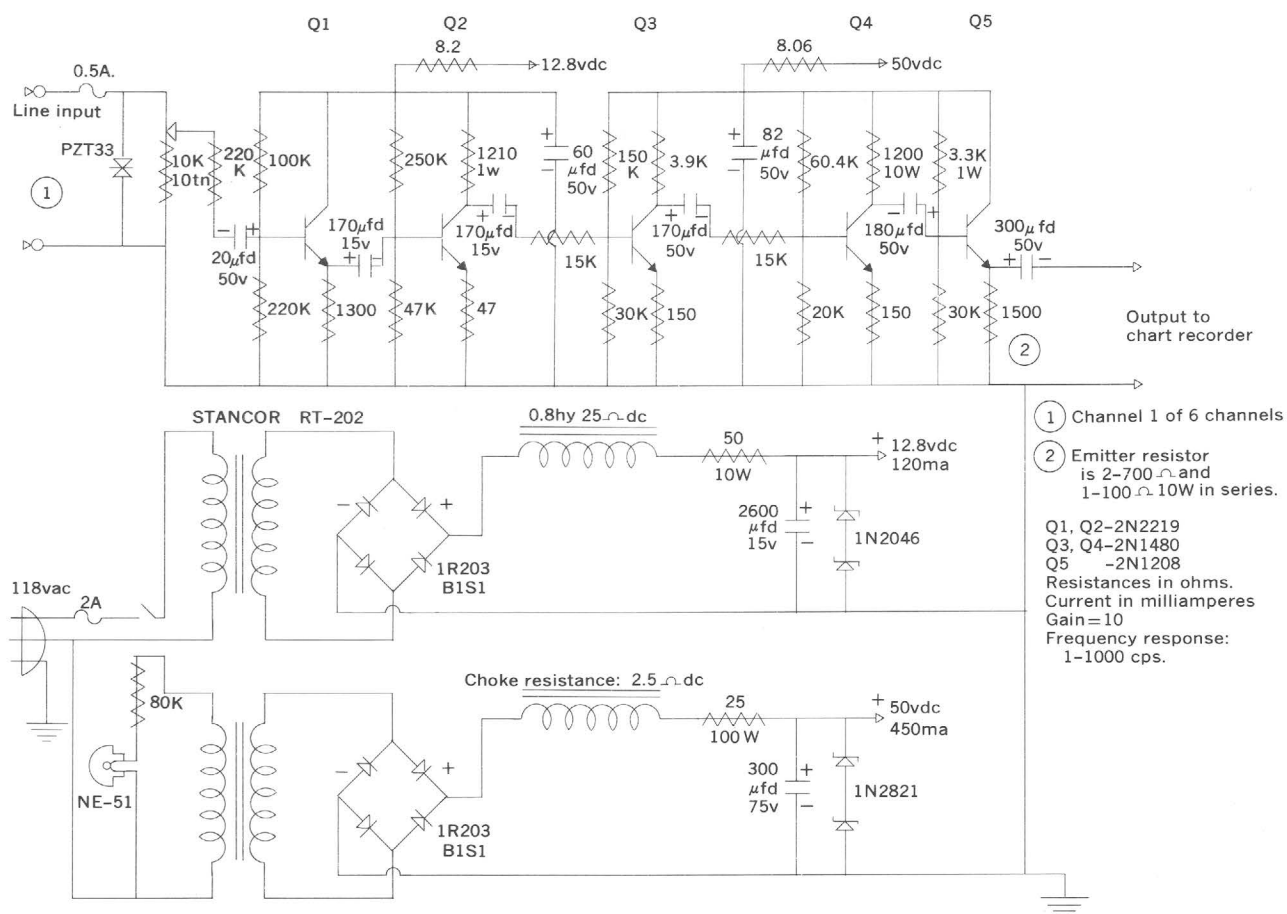 Q1
Q2
Q3
Q4
Q5
8.2
12.8vdc
8.06
50vdc
0.5A.
Line input
PZT33
1
10K
10tn
220
K
100K
250K
1210
1w
60
μfd
50v
150
K
3.9K
82
μfd
50v
60.4K
1200
10W
3.3K
1W
20μfd
50v
170μfd
15v
170μfd
15v
15K
170μfd
50v
15K
180μfd
50v
300μfd
50v
220K
1300
47K
47
30K
150
20K
150
30K
1500
2
Output to
chart recorder
STANCOR RT-202
0.8hy 25Ω dc
50
10W
+
12.8vdc
120ma
2600
μfd
15v
1N2046
1R203
B1S1
118vac
2A
80K
NE-51
Choke resistance: 2.5Ω dc
25
100W
+
50vdc
450ma
300
μfd
75v
1N2821
1R203
B1S1
1 Channel 1 of 6 channels
2 Emitter resistor
is 2-700Ω and
1-100Ω 10W in series.
Q1, Q2-2N2219
Q3, Q4-2N1480
Q5 -2N1208
Resistances in ohms.
Current in milliamperes
Gain=10
Frequency response:
1-1000 cps.